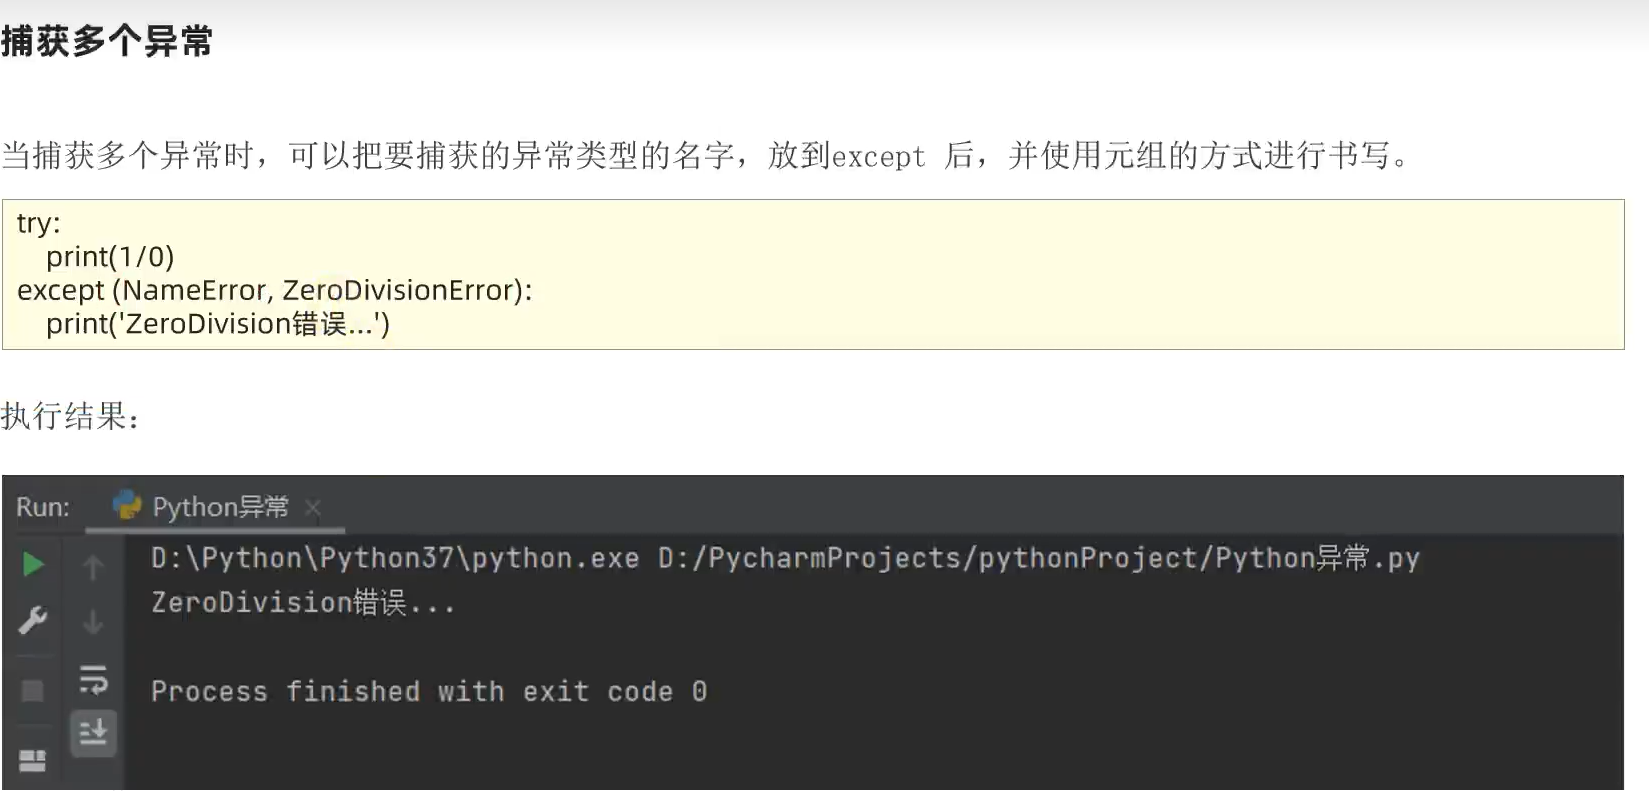 捕获多个异常
当捕获多个异常时，可以把要捕获的异常类型的名字，放到except 后，并使用元组的方式进行书写。
try:
    print(1/0)
except (NameError, ZeroDivisionError):
    print('ZeroDivision错误...')
执行结果：
Run: Python异常
D:\Python\Python37\python.exe D:/PycharmProjects/pythonProject/Python异常.py
ZeroDivision错误...
Process finished with exit code 0